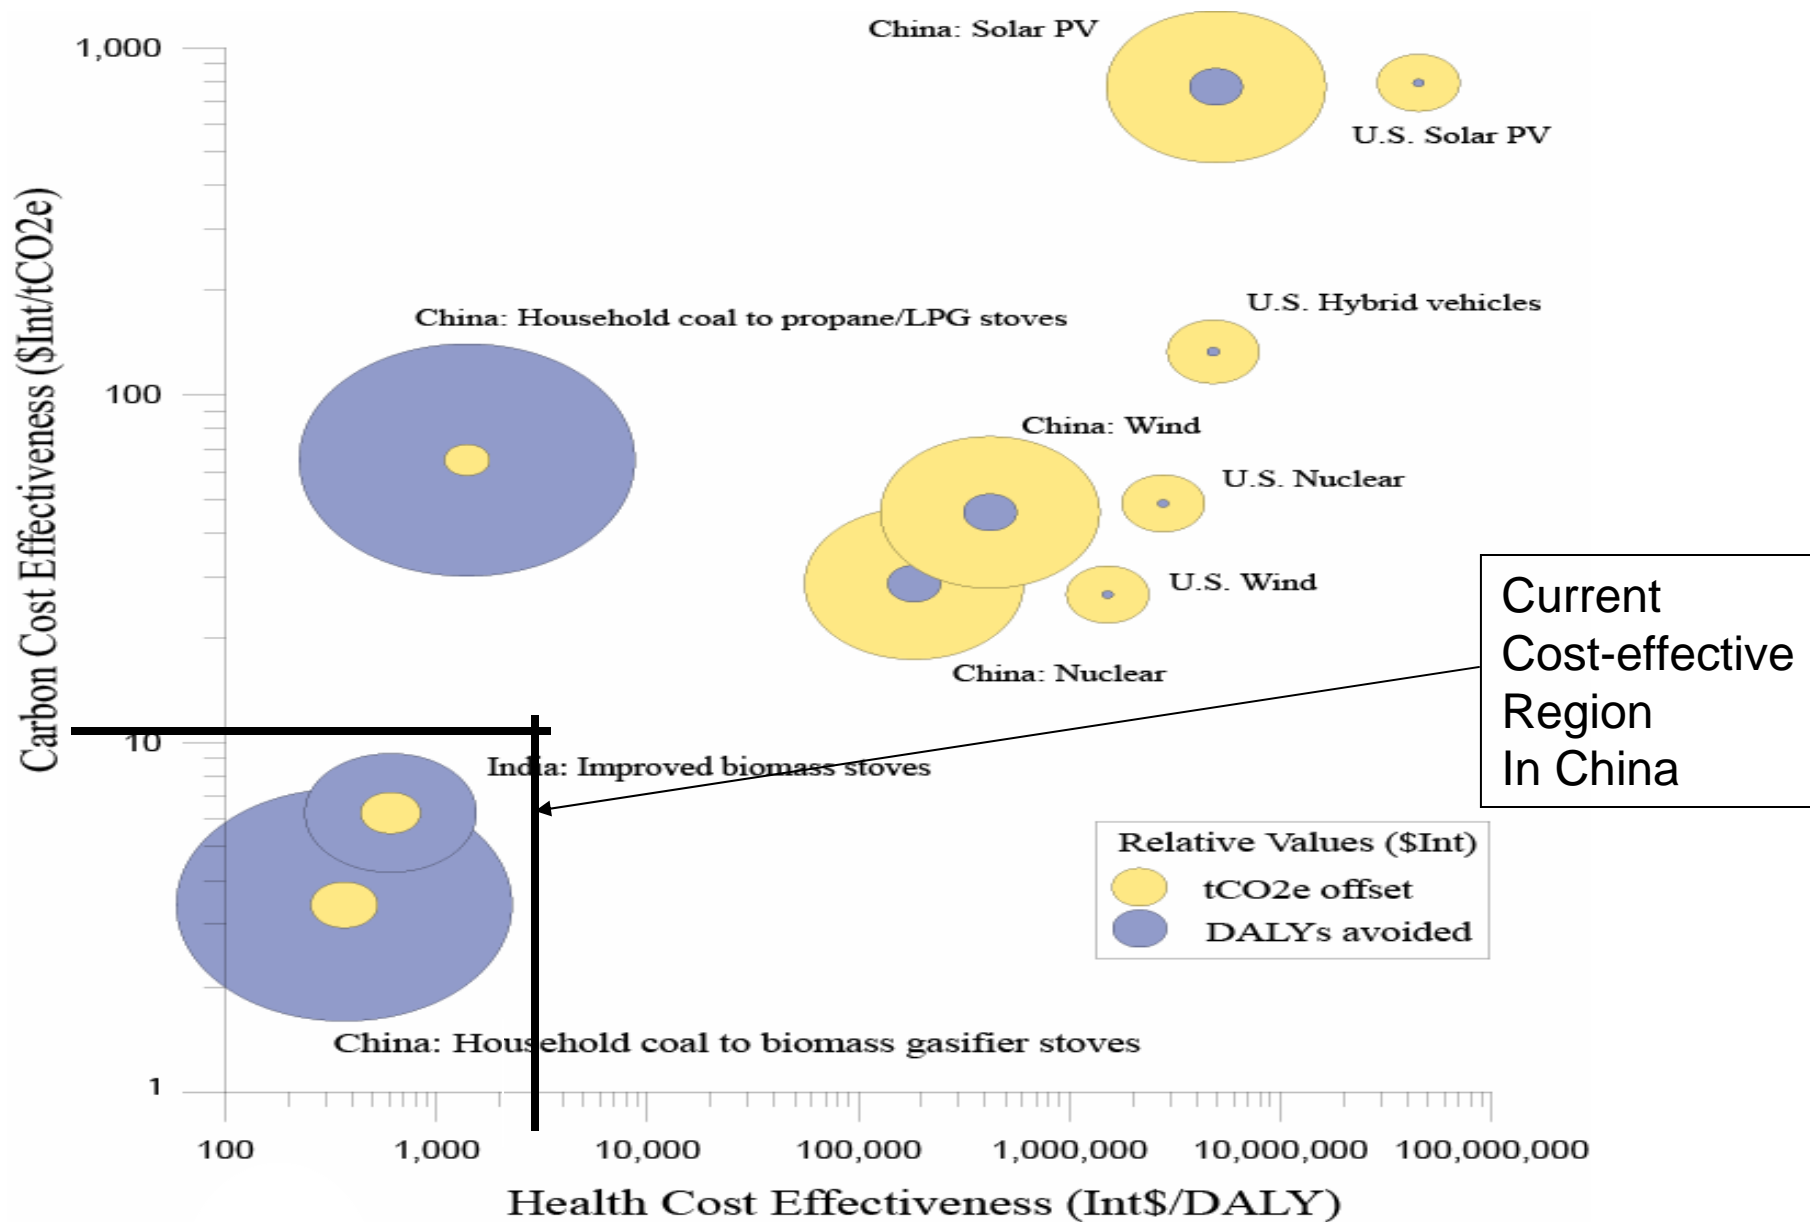 China: Solar PV
1,000
U.S. Solar PV
Carbon Cost Effectiveness ($Int/tCO2e)
U.S. Hybrid vehicles
China: Household coal to propane/LPG stoves
100
China: Wind
U.S. Nuclear
U.S. Wind
Current
Cost-effective
Region
In China
China: Nuclear
10
India: Improved biomass stoves
Relative Values ($Int)
tCO2e offset
DALYs avoided
China: Household coal to biomass gasifier stoves
1
100 1,000 10,000 100,000 1,000,000 10,000,000 100,000,000
Health Cost Effectiveness (Int$/DALY)